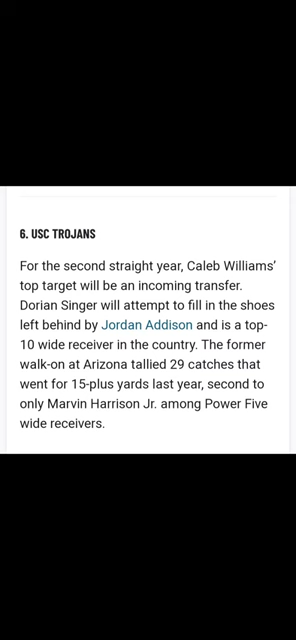 6. USC TROJANS
For the second straight year, Caleb Williams'
top target will be an incoming transfer.
Dorian Singer will attempt to fill in the shoes
left behind by Jordan Addison and is a top-
10 wide receiver in the country. The former
walk-on at Arizona tallied 29 catches that
went for 15-plus yards last year, second to
only Marvin Harrison Jr. among Power Five
wide receivers.